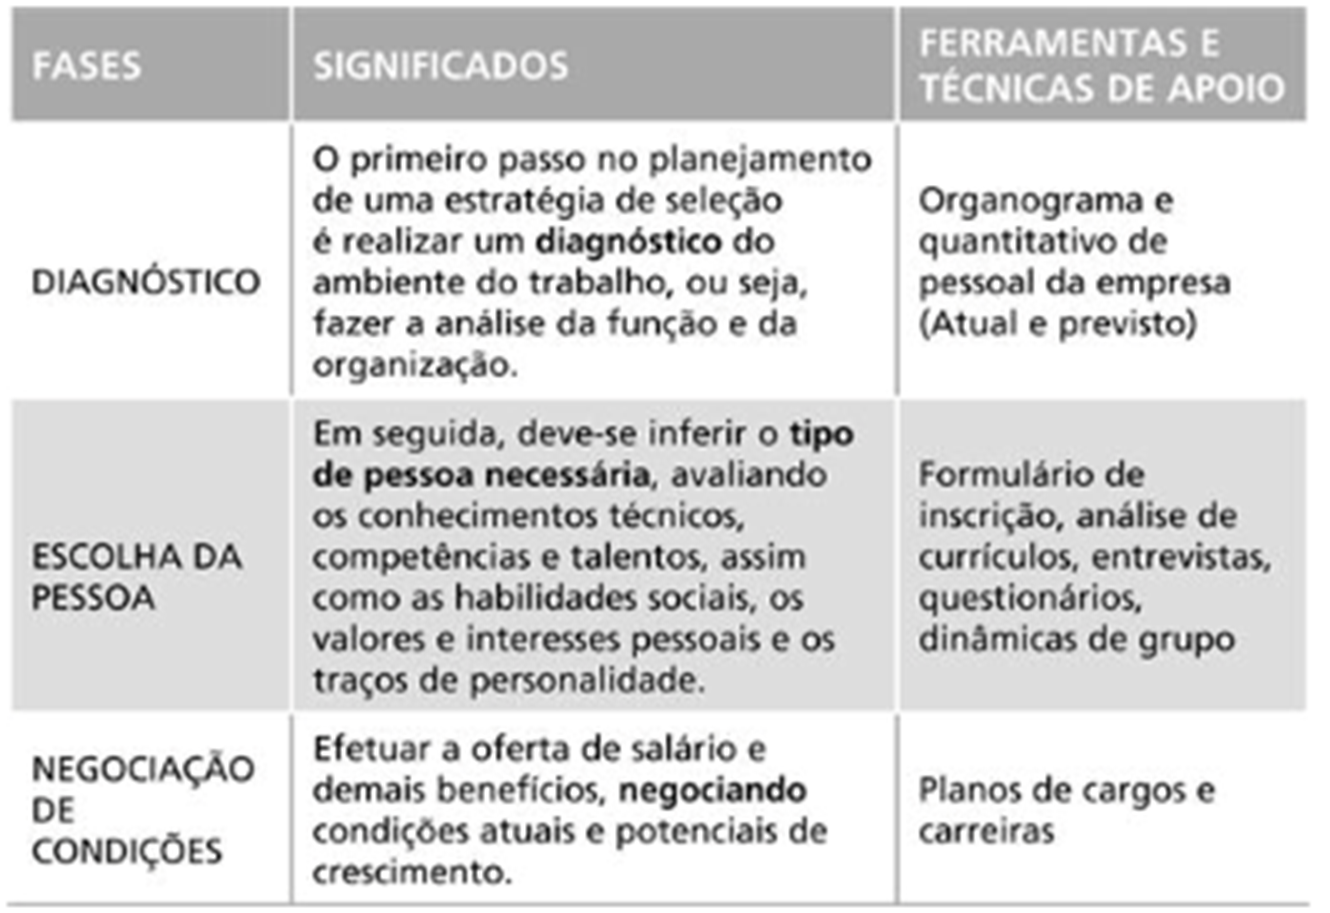 FASES
SIGNIFICADOS
FERRAMENTAS E
TÉCNICAS DE APOIO
DIAGNÓSTICO
O primeiro passo no planejamento
de uma estratégia de seleção
é realizar um diagnóstico do
ambiente do trabalho, ou seja,
fazer a análise da função e da
organização.
Organograma e
quantitativo de
pessoal da empresa
(Atual e previsto)
ESCOLHA DA
PESSOA
Em seguida, deve-se inferir o tipo
de pessoa necessária, avaliando
os conhecimentos técnicos,
competências e talentos, assim
como as habilidades sociais, os
valores e interesses pessoais e os
traços de personalidade.
Formulário de
inscrição, análise de
currículos, entrevistas,
questionários,
dinâmicas de grupo
NEGOCIAÇÃO
DE
CONDIÇÕES
Efetuar a oferta de salário e
demais benefícios, negociando
condições atuais e potenciais de
crescimento.
Planos de cargos e
carreiras